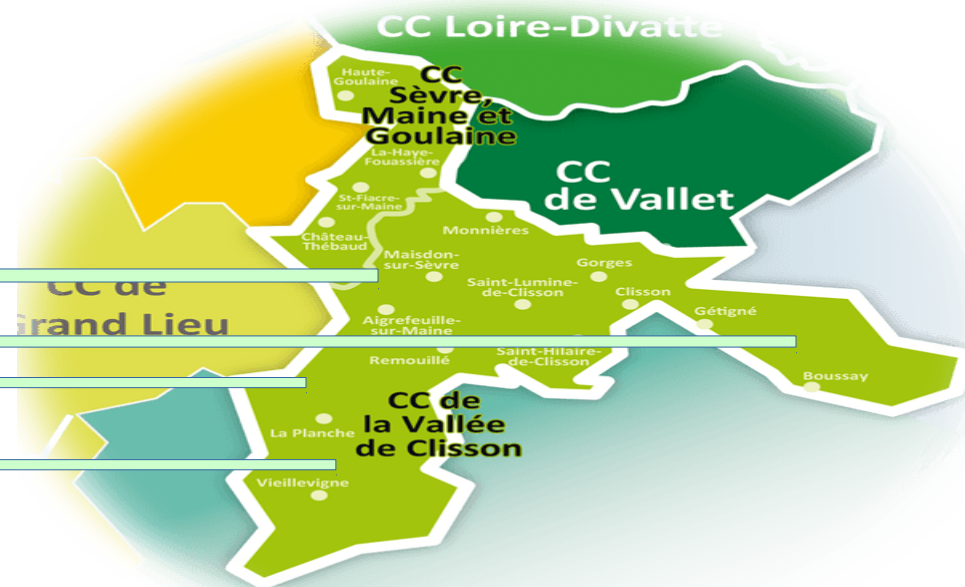 CC Loire-Divatte
Haute-
Goulaine
CC
Sèvre,
Maine et
Goulaine
La-Haye-
Fouassière
CC
de Vallet
St-Fiacre-
sur-Maine
Château-
Thébaud
Monnières
Maisdon-
sur-Sèvre
Gorges
Saint-Lumine-
de-Clisson
Clisson
CC de
Grand Lieu
Gétigné
Aigrefeuille-
sur-Maine
Remouillé
Saint-Hilaire-
de-Clisson
Boussay
CC de
la Vallée
de Clisson
La Planche
Vieillevigne